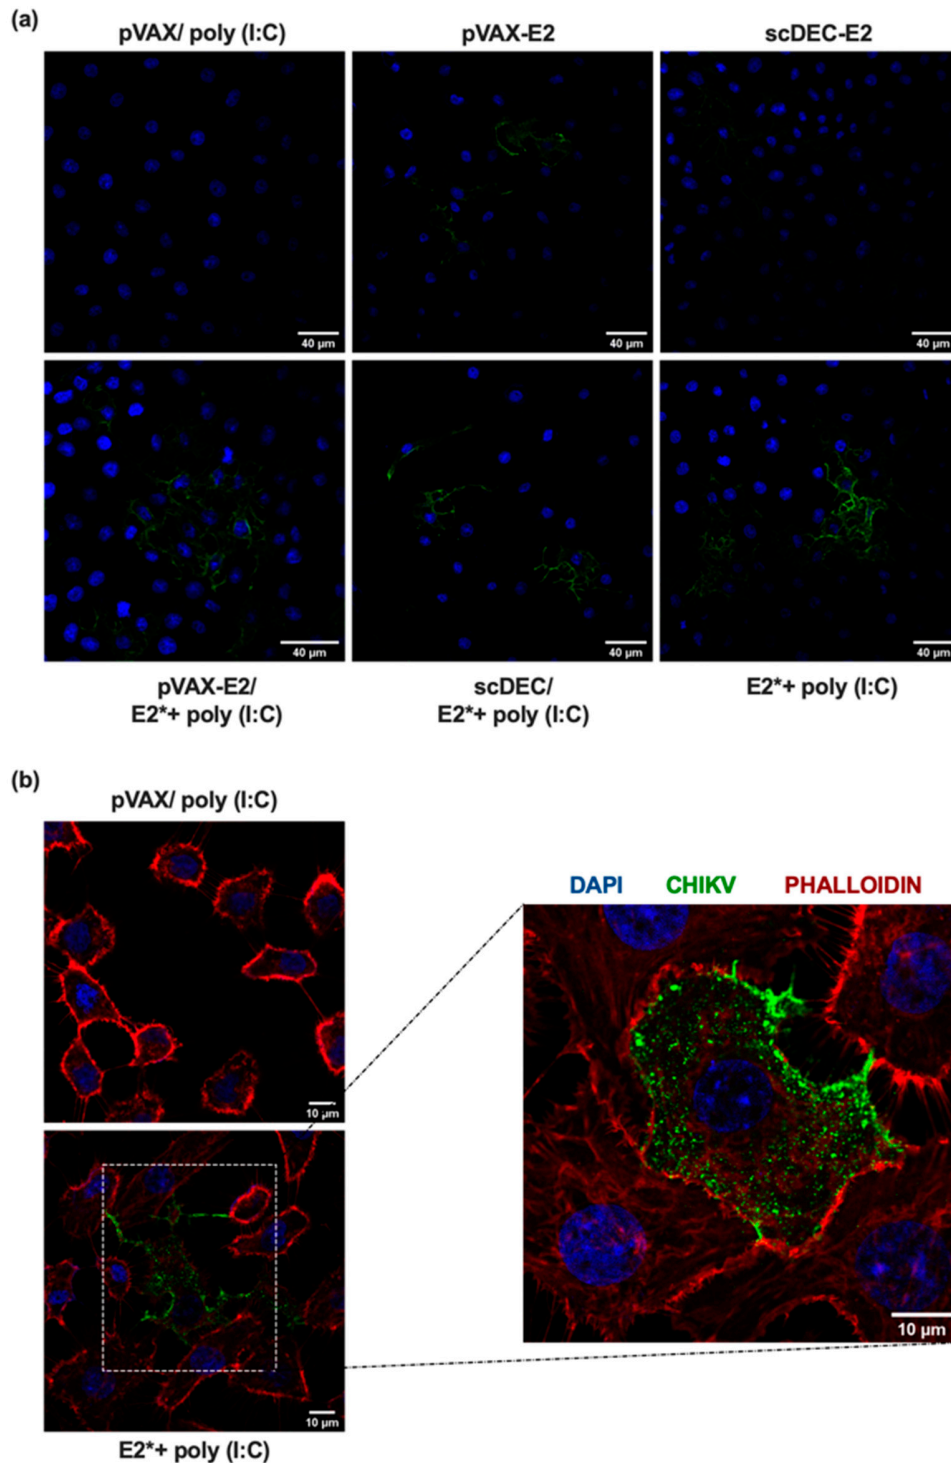 (a)
pVAX/ poly (I:C)
pVAX-E2
scDEC-E2
40 µm
40 µm
40 µm
40 µm
40 µm
40 µm
pVAX-E2/
E2*+ poly (I:C)
scDEC/
E2*+ poly (I:C)
E2*+ poly (I:C)
(b)
pVAX/ poly (I:C)
DAPI CHIKV PHALLOIDIN
10 µm
10 µm
10 µm
E2*+ poly (I:C)